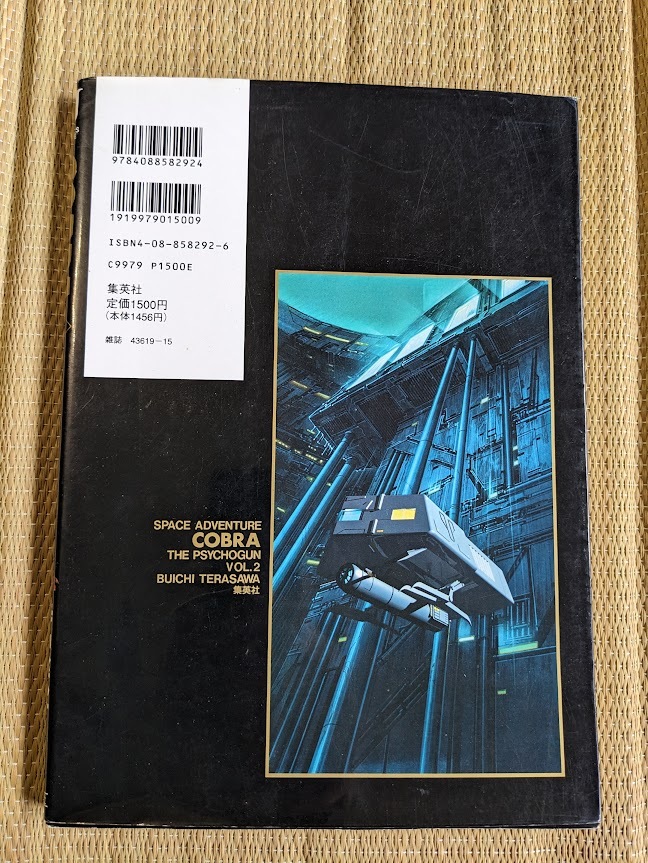 9784088582924
1919979015009
ISBN4-08-858292-6
C9979 P1500E
集英社
定価1500円
(本体1456円)
雑誌 43619-15
SPACE ADVENTURE
COBRA
THE PSYCHOGUN
VOL.2
BUICHI TERASAWA
集英社